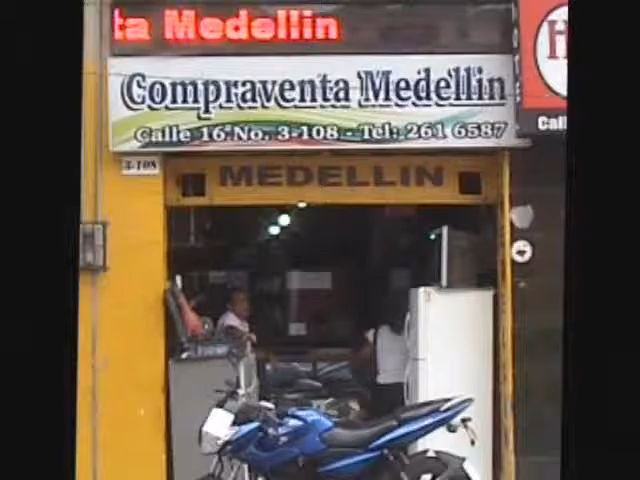 ta Medellin
Compraventa Medellin
Calle 16 No. 3-108 - Tel: 261 6587
3-108
MEDELLIN
H
Call